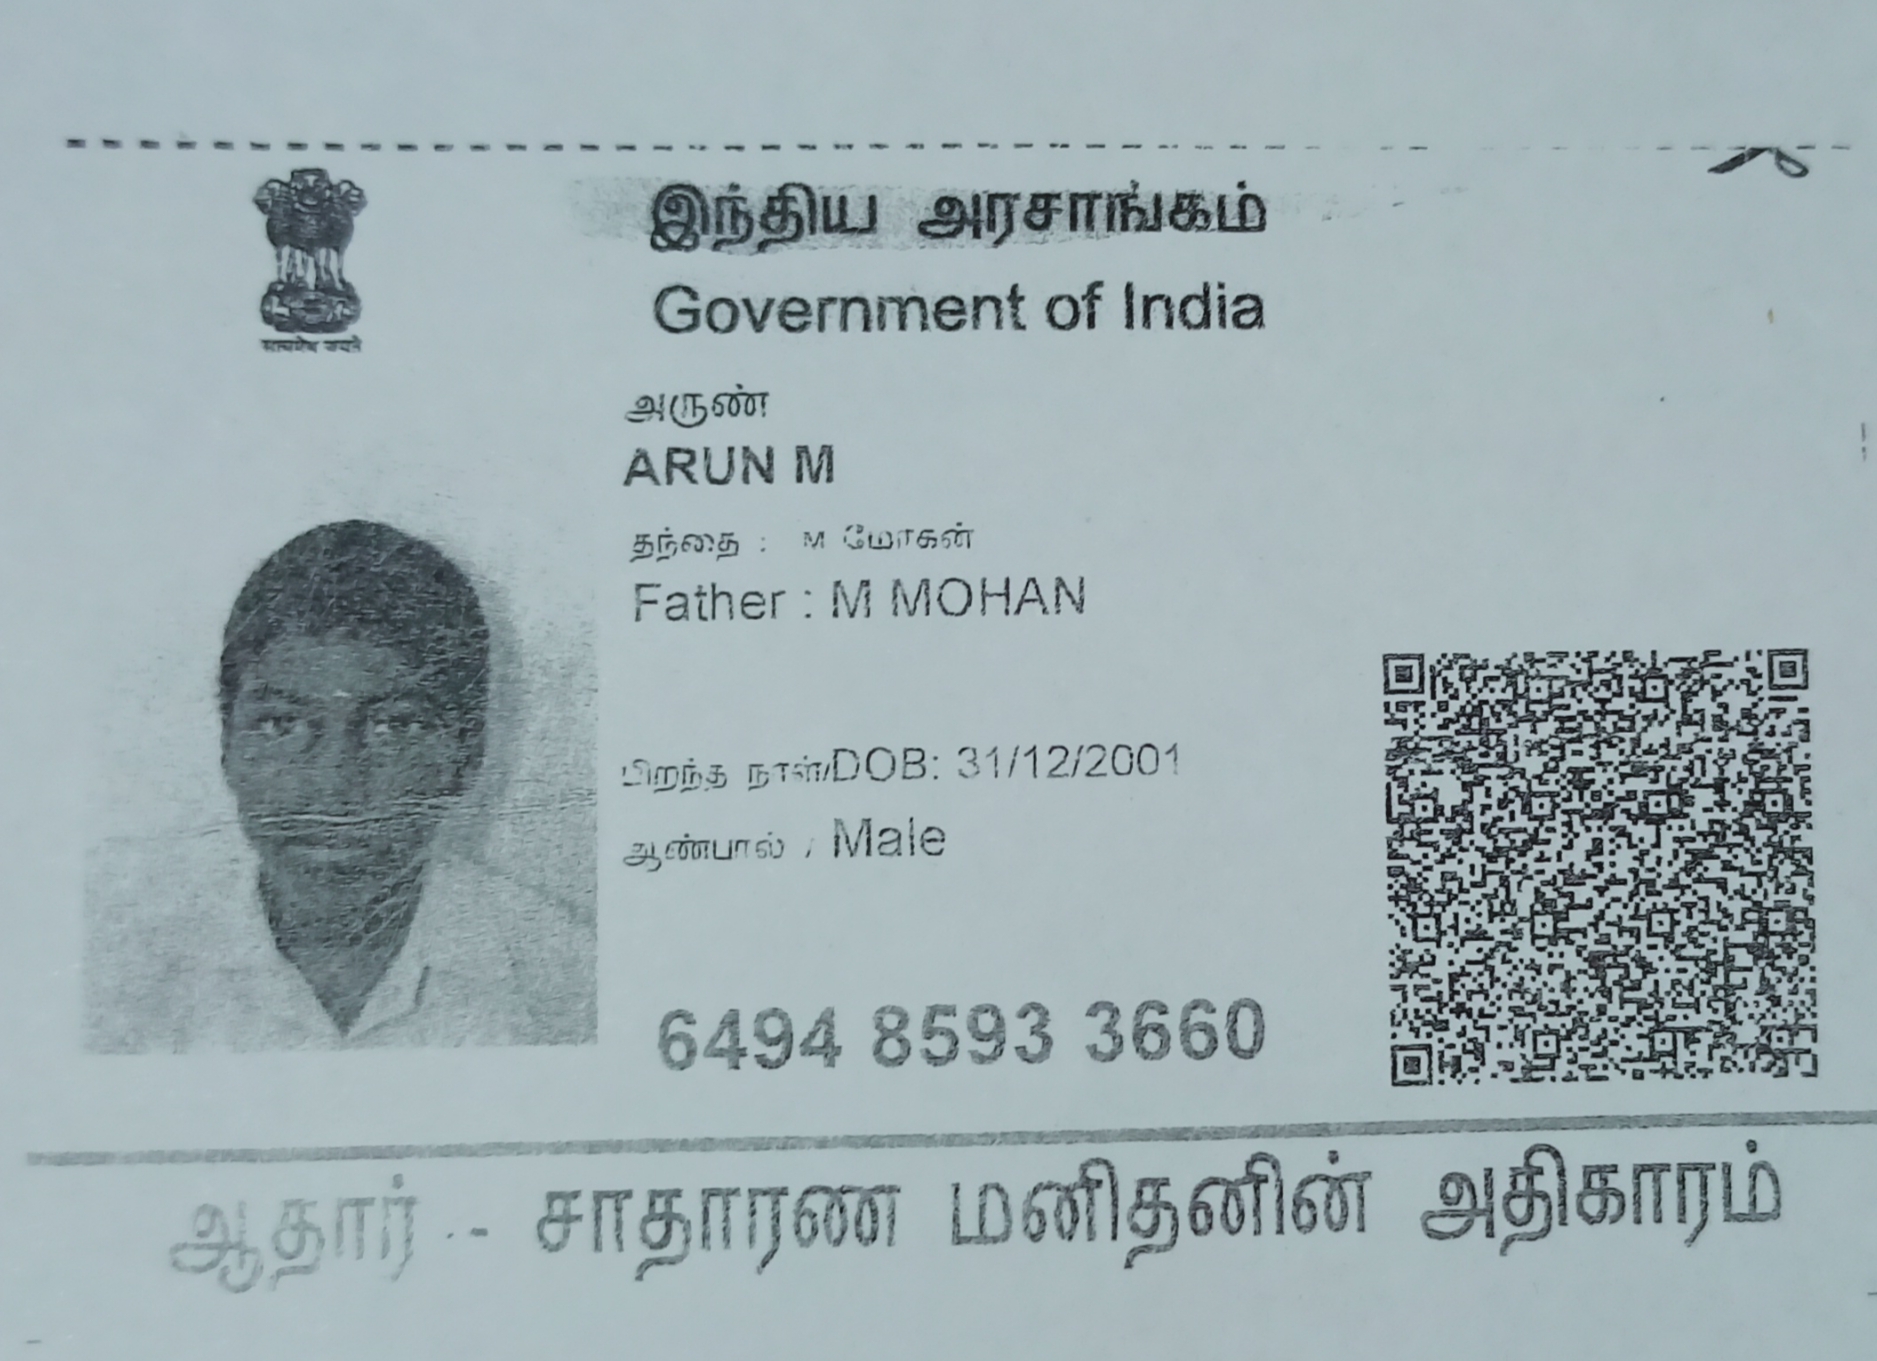 इந்திய அரசாங்கம்
Government of India
सत्यमेव जयते
அருண்
ARUN M
தந்தை : M மோகன்
Father : M MOHAN
பிறந்த நாள்/DOB: 31/12/2001
ஆண்பால் / Male
6494 8593 3660
ஆதார் - சாதாரண மனிதனின் அதிகாரம்